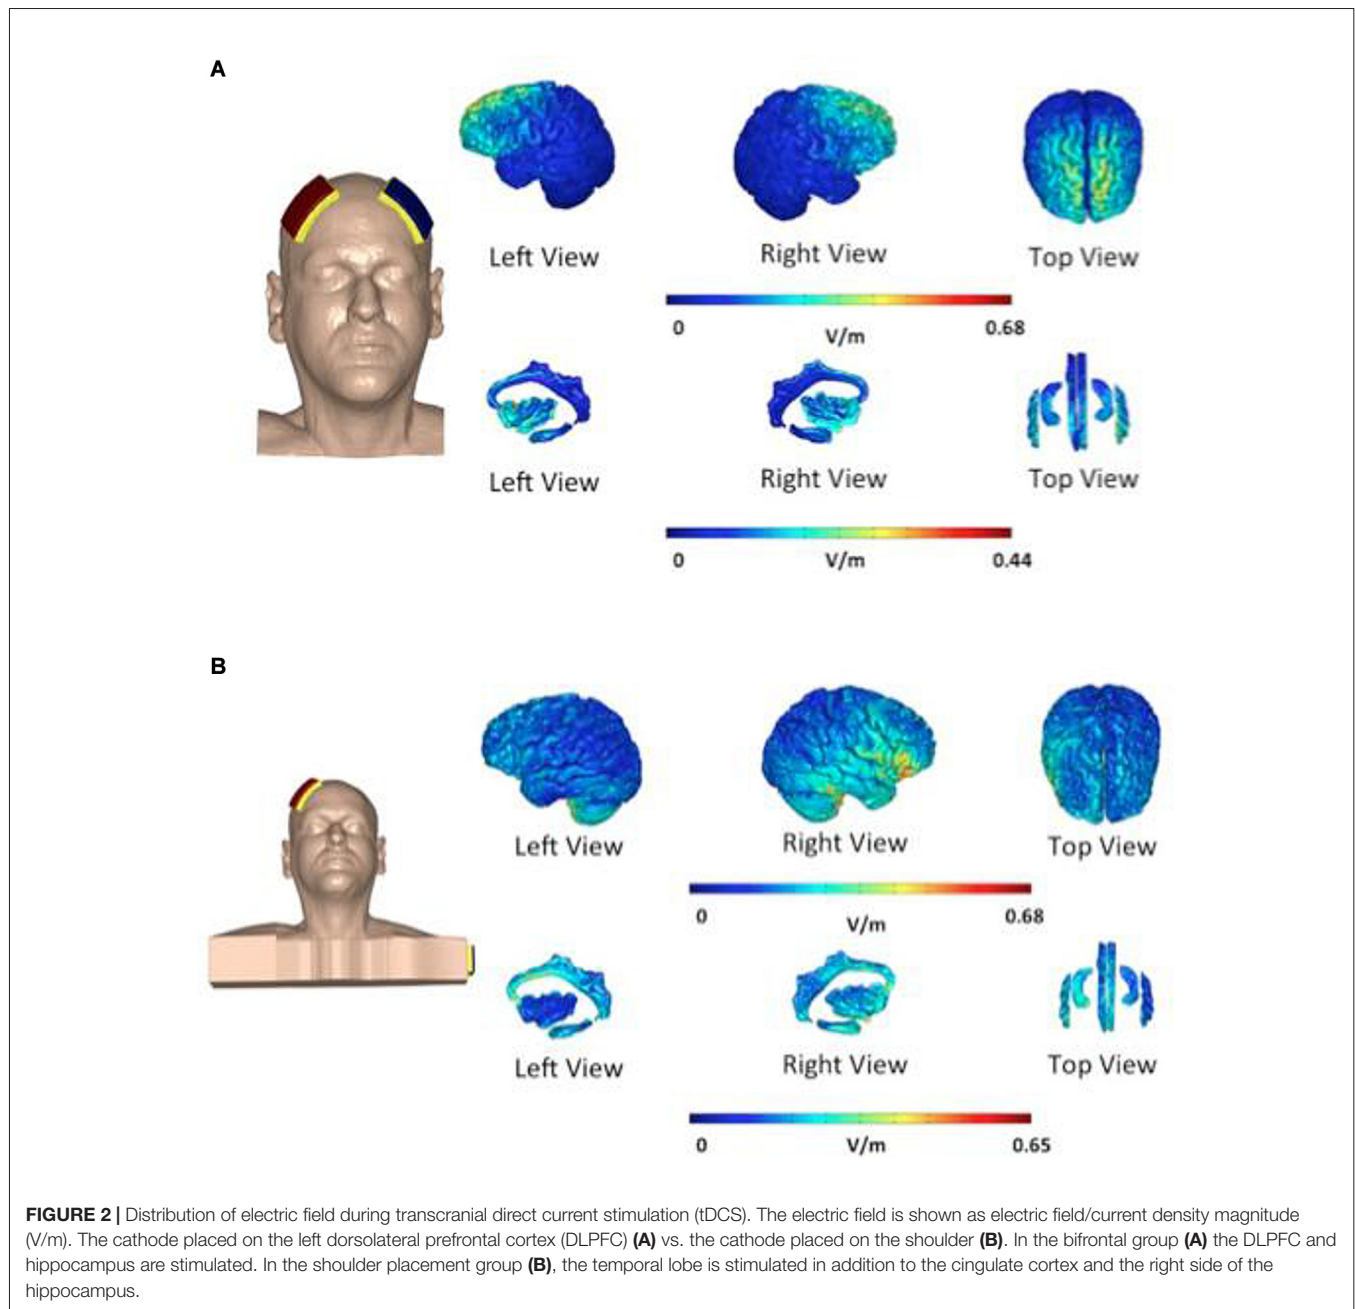 A
Left View
Right View
Top View
0
V/m
0.68
Left View
Right View
Top View
0
V/m
0.44
B
Left View
Right View
Top View
0
V/m
0.68
Left View
Right View
Top View
0
V/m
0.65
FIGURE 2 | Distribution of electric field during transcranial direct current stimulation (tDCS). The electric field is shown as electric field/current density magnitude
(V/m). The cathode placed on the left dorsolateral prefrontal cortex (DLPFC) (A) vs. the cathode placed on the shoulder (B). In the bifrontal group (A) the DLPFC and
hippocampus are stimulated. In the shoulder placement group (B), the temporal lobe is stimulated in addition to the cingulate cortex and the right side of the
hippocampus.